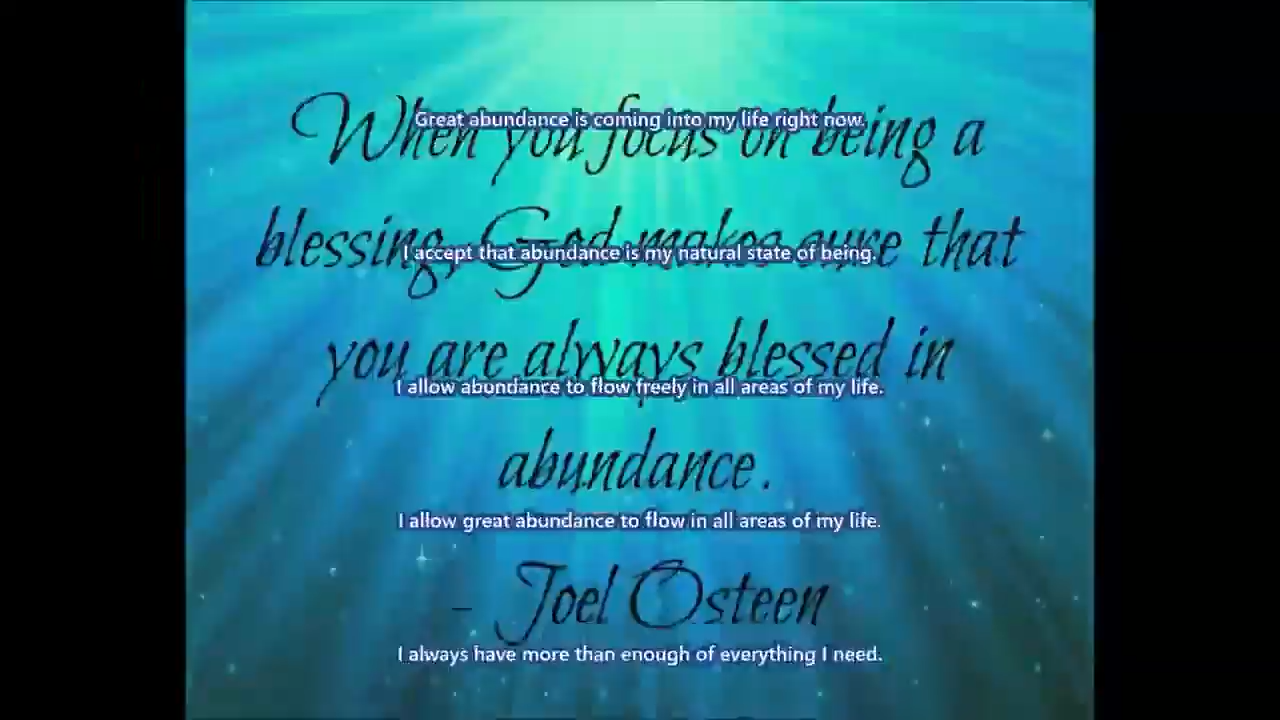 Great abundance is coming into my life right now.
When you focus on being a
blessing, God makes sure that
I accept that abundance is my natural state of being.
you are always blessed in
I allow abundance to flow freely in all areas of my life.
abundance.
I allow great abundance to flow in all areas of my life.
- Joel Osteen
I always have more than enough of everything I need.